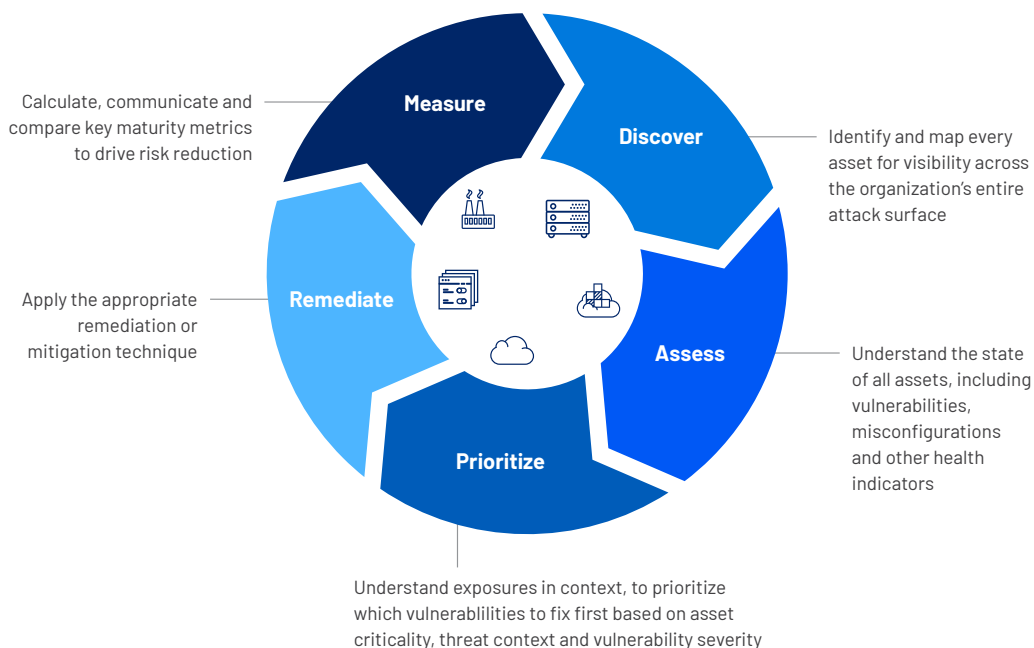 Measure
Calculate, communicate and
compare key maturity metrics
to drive risk reduction
Discover
Identify and map every
asset for visibility across
the organization’s entire
attack surface
Assess
Understand the state
of all assets, including
vulnerabilities,
misconfigurations
and other health
indicators
Prioritize
Understand exposures in context, to prioritize
which vulnerablilities to fix first based on asset
criticality, threat context and vulnerability severity
Remediate
Apply the appropriate
remediation or
mitigation technique